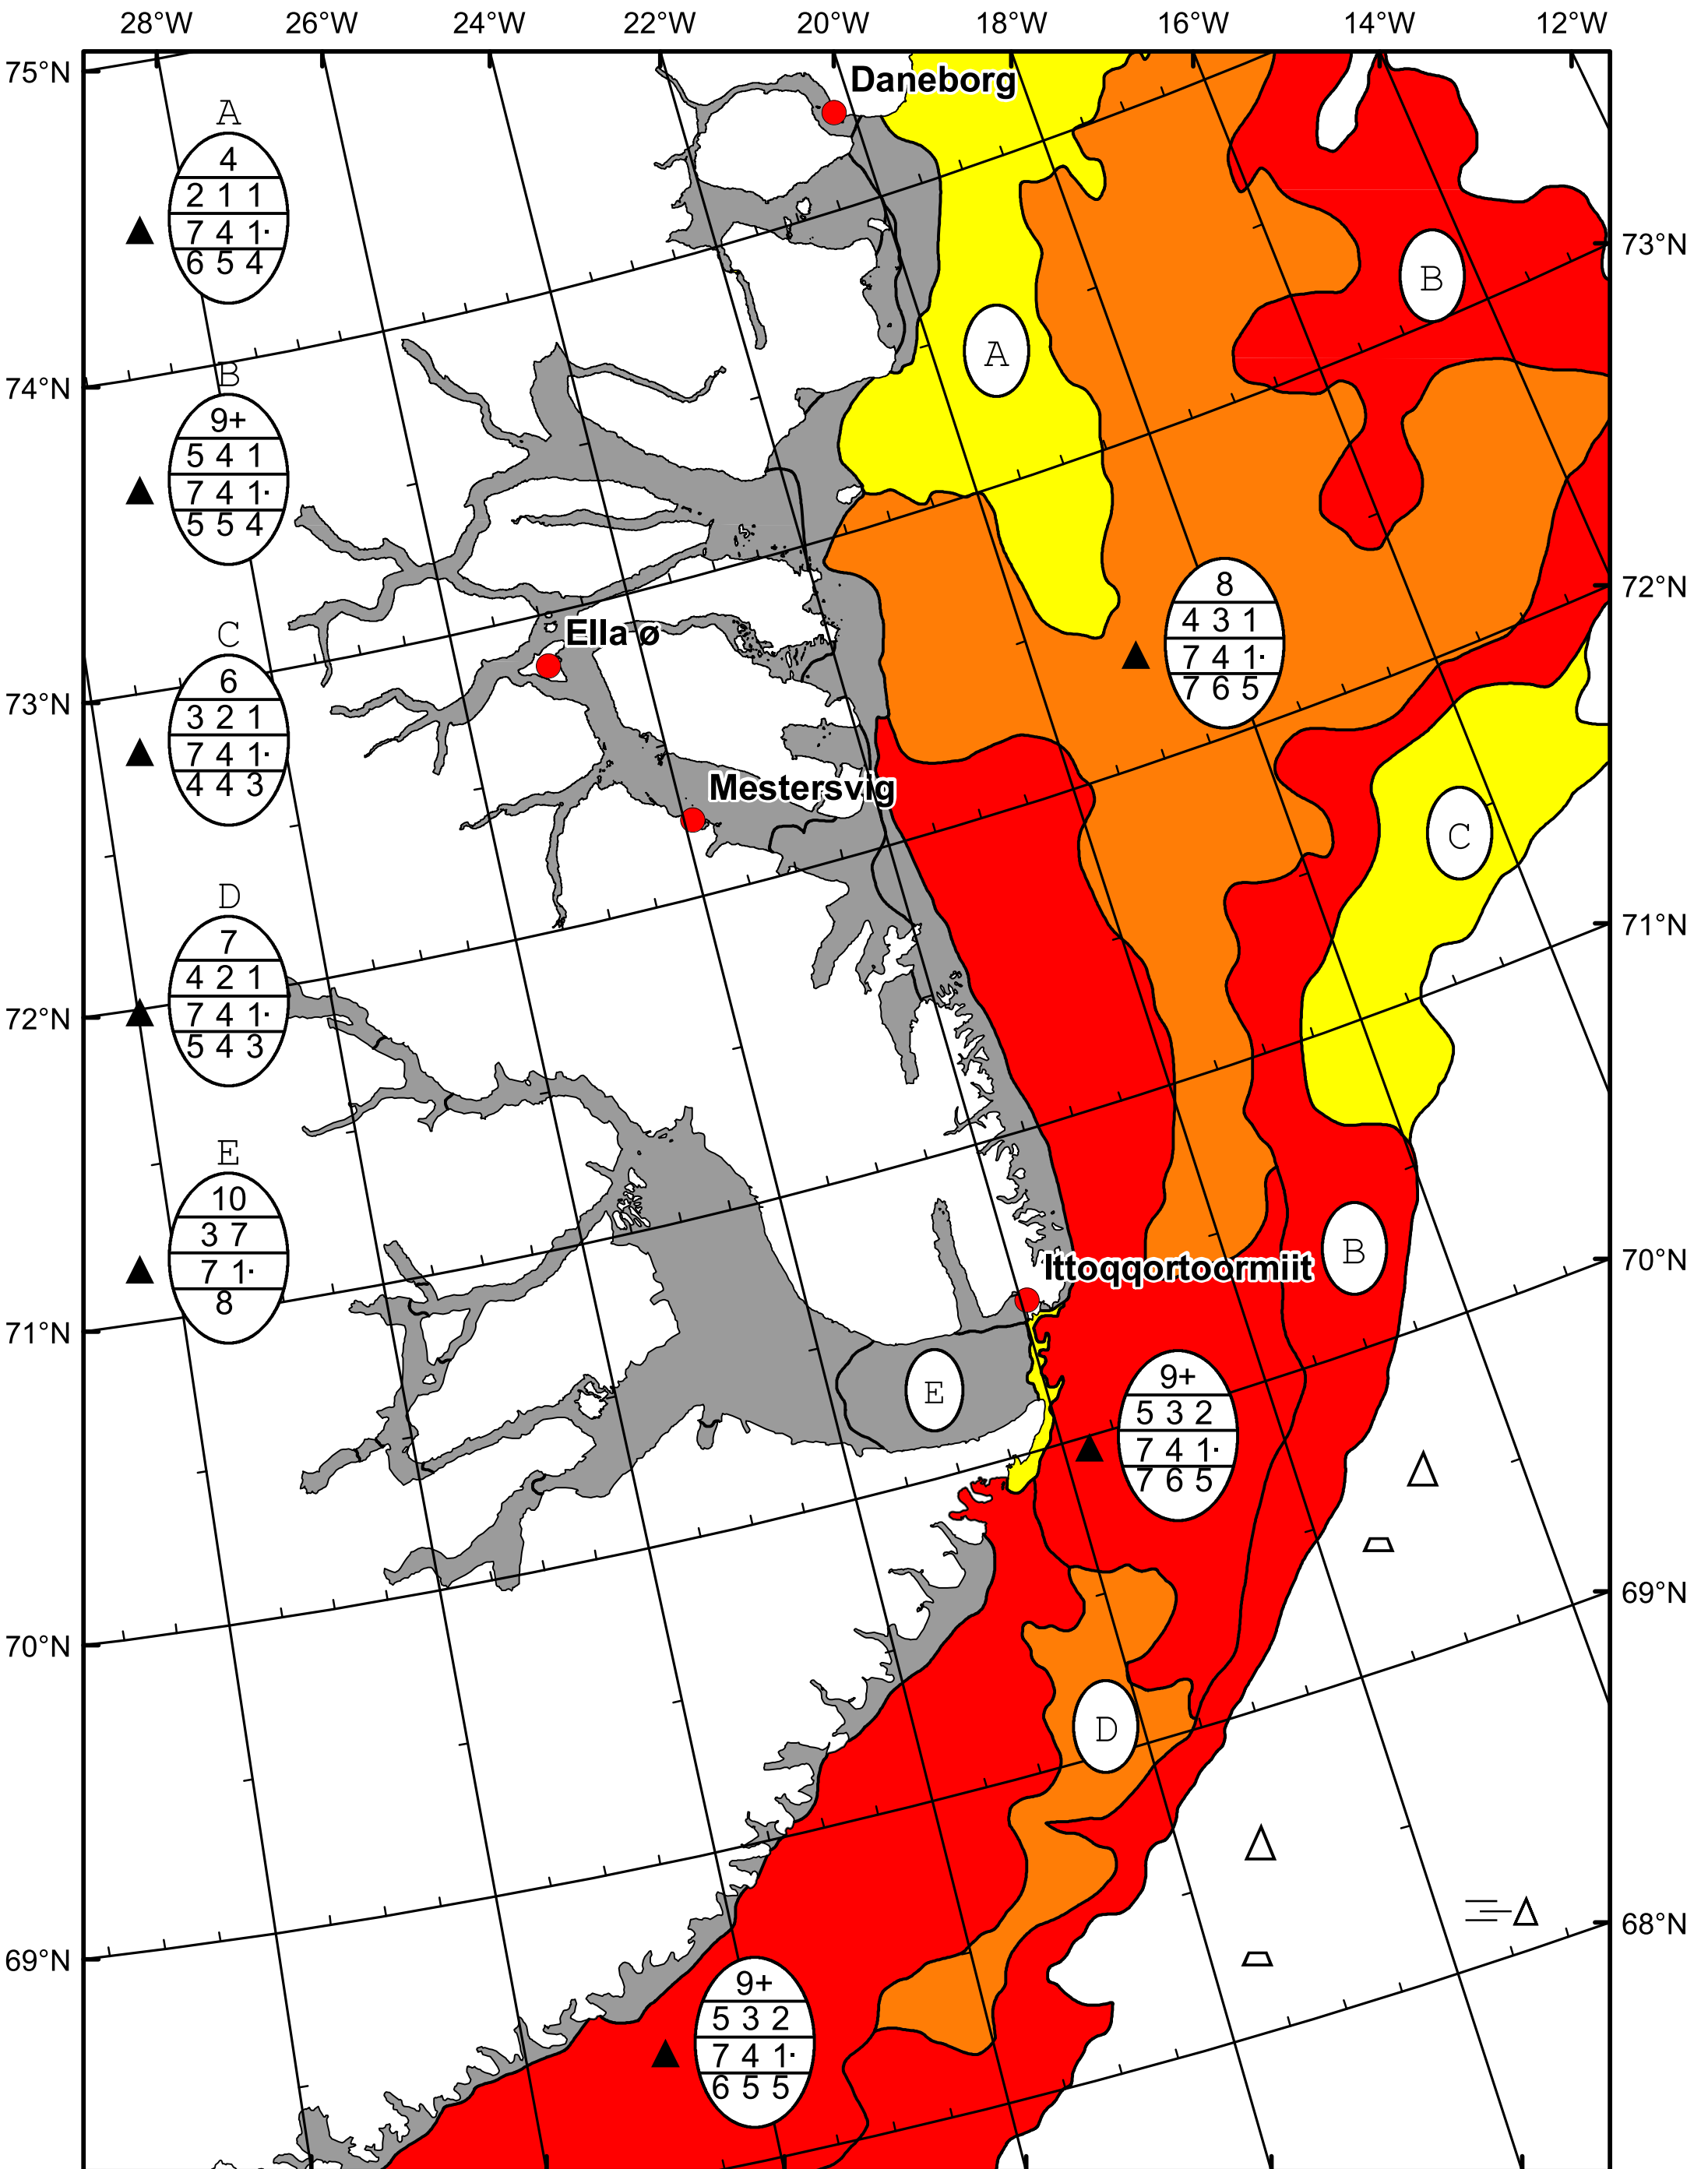 28°W 26°W 24°W 22°W 20°W 18°W 16°W 14°W 12°W
75°N
Daneborg
A
4
2 1 1
7 4 1·
6 5 4
73°N
B
A
74°N
B
9+
5 4 1
7 4 1·
5 5 4
72°N
8
4 3 1
7 4 1·
7 6 5
Ella ø
C
6
3 2 1
7 4 1·
4 4 3
73°N
Mestersvig
C
71°N
D
7
4 2 1
7 4 1·
5 4 3
72°N
E
10
3 7
7 1·
8
B
70°N
Ittoqqortoormiit
71°N
E
9+
5 3 2
7 4 1·
7 6 5
69°N
70°N
D
68°N
69°N
9+
5 3 2
7 4 1·
6 5 5